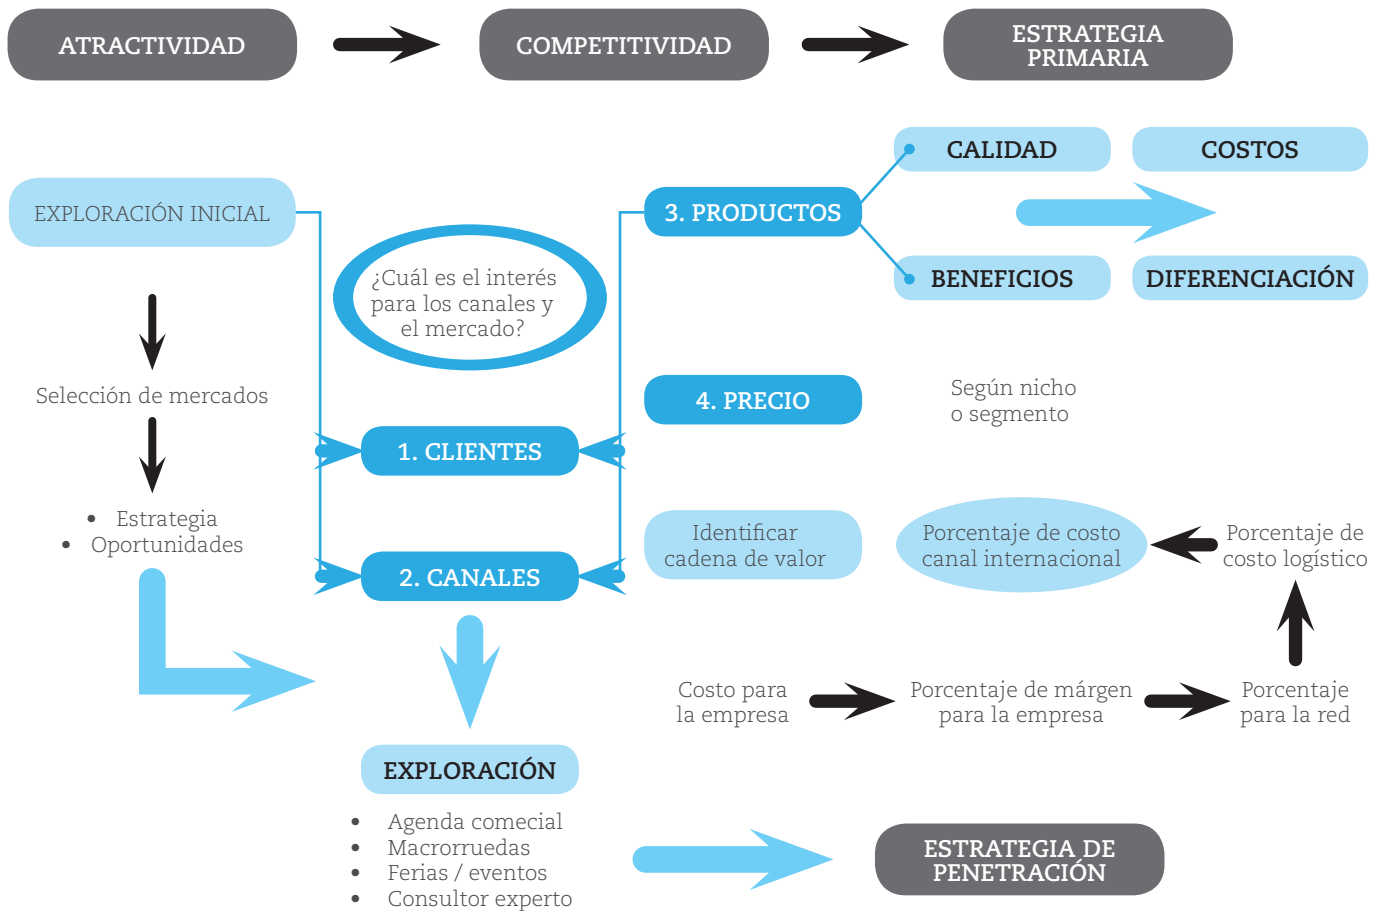 ATRACTIVIDAD
COMPETITIVIDAD
ESTRATEGIA
PRIMARIA
EXPLORACIÓN INICIAL
Selección de mercados
• Estrategia
• Oportunidades
¿Cuál es el interés
para los canales y
el mercado?
1. CLIENTES
2. CANALES
3. PRODUCTOS
CALIDAD
COSTOS
BENEFICIOS
DIFERENCIACIÓN
4. PRECIO
Según nicho
o segmento
Identificar
cadena de valor
Porcentaje de costo
canal internacional
Porcentaje de
costo logístico
Costo para
la empresa
Porcentaje de márgen
para la empresa
Porcentaje
para la red
EXPLORACIÓN
• Agenda comecial
• Macrorruedas
• Ferias / eventos
• Consultor experto
ESTRATEGIA DE
PENETRACIÓN